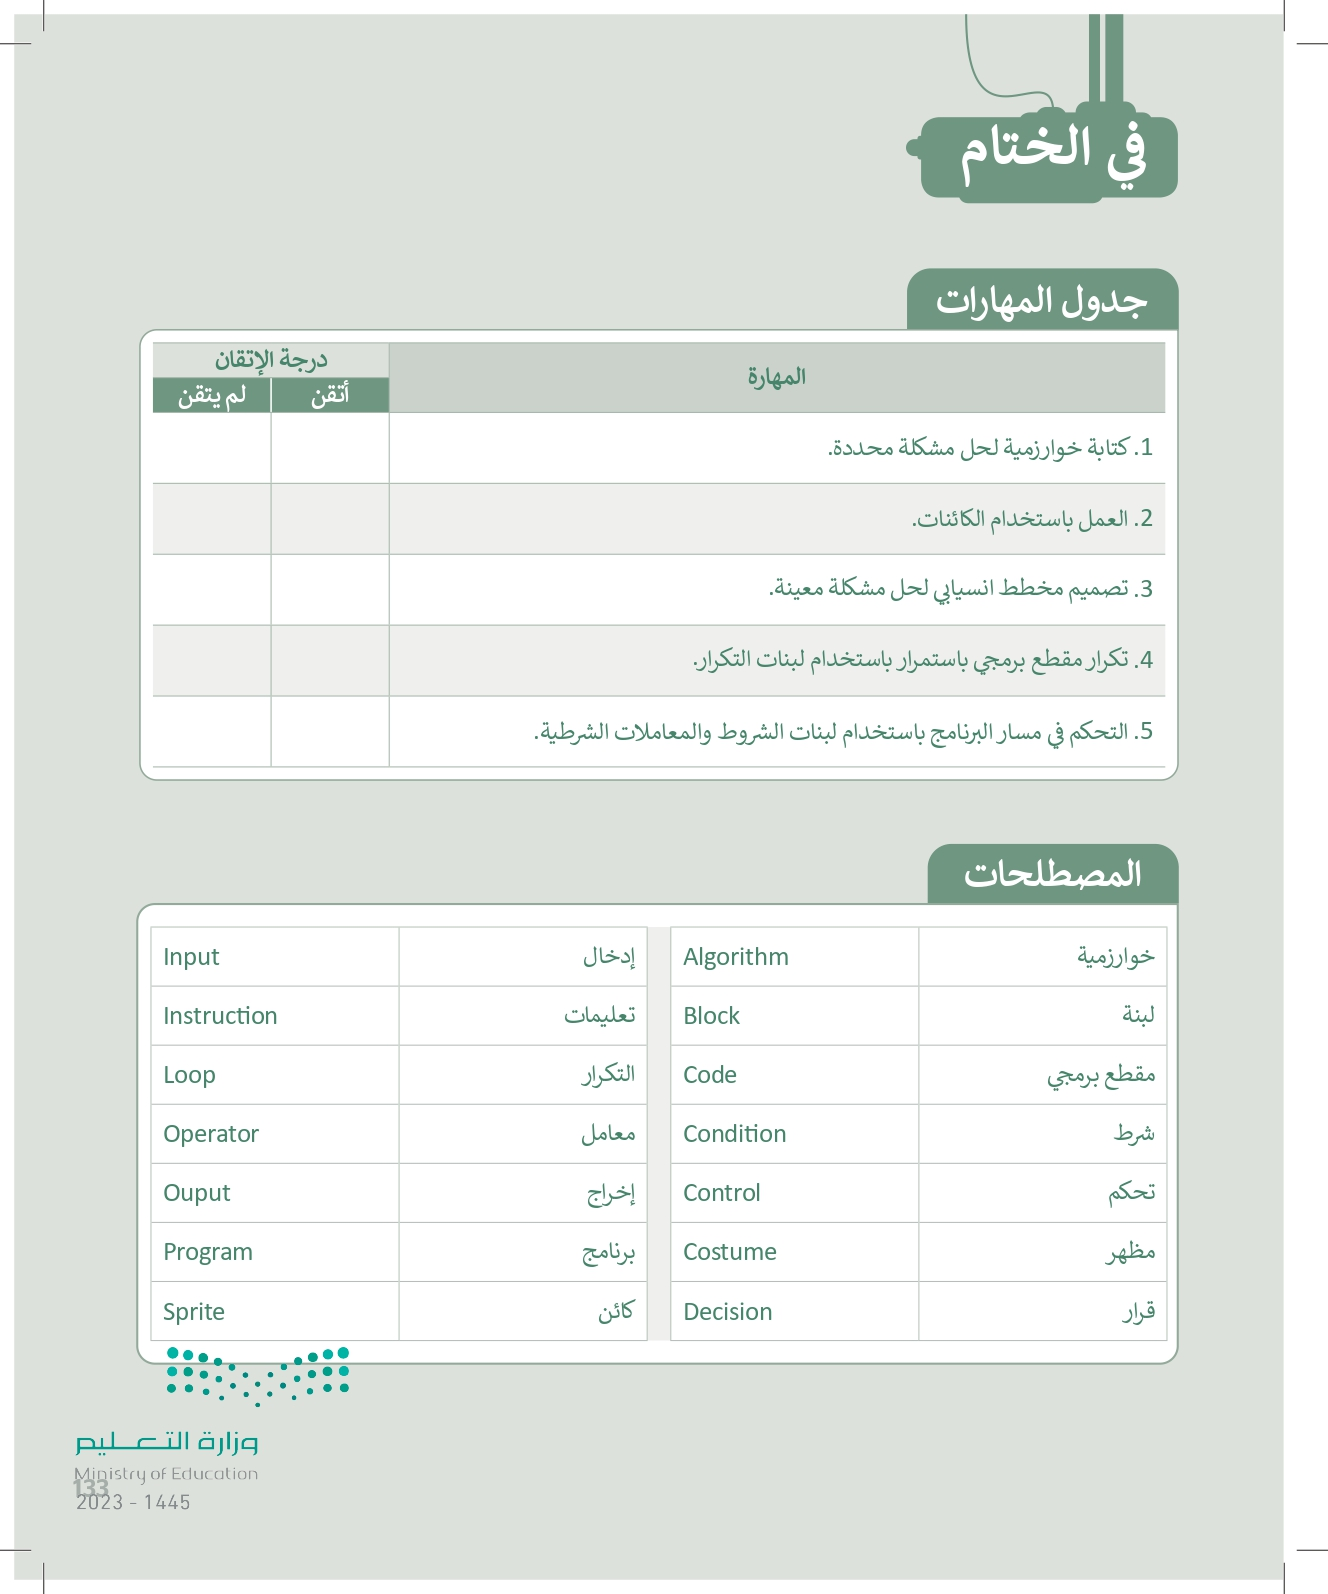 في الختام
جدول المهارات
المهارة درجة الإتقان
أتقن لم يتقن
1. كتابة خوارزمية لحل مشكلة محددة.
2. العمل باستخدام الكائنات.
3. تصميم مخطط انسيابي لحل مشكلة معينة.
4. تكرار مقطع برمجي باستمرار باستخدام لبنات التكرار.
5. التحكم في مسار البرنامج باستخدام لبنات الشروط والمعاملات الشرطية.
المصطلحات
خوارزمية Algorithm إدخال Input
لبنة Block تعليمات Instruction
مقطع برمجي Code التكرار Loop
شرط Condition معامل Operator
تحكم Control إخراج Ouput
مظهر Costume برنامج Program
قرار Decision كائن Sprite
وزارة التعليم
Ministry of Education
133
2023 - 1445